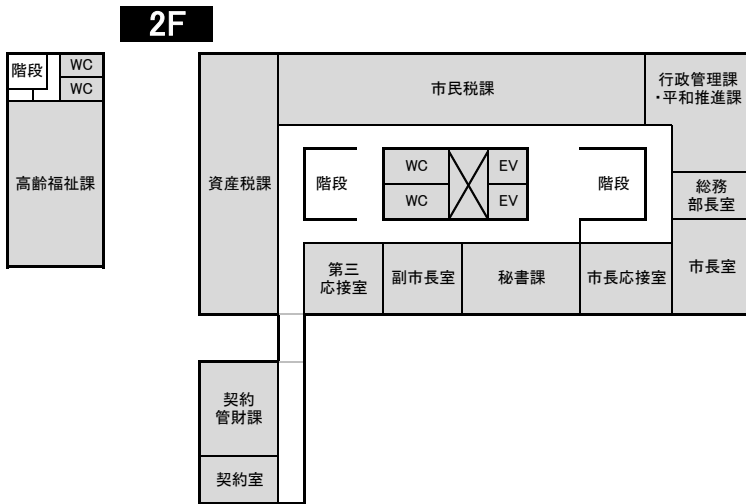 2F
階段
WC
WC
高齢福祉課
市民税課
行政管理課
・平和推進課
資産税課
階段
WC
EV
WC
EV
階段
総務
部長室
第三
応接室
副市長室
秘書課
市長応接室
市長室
契約
管財課
契約室